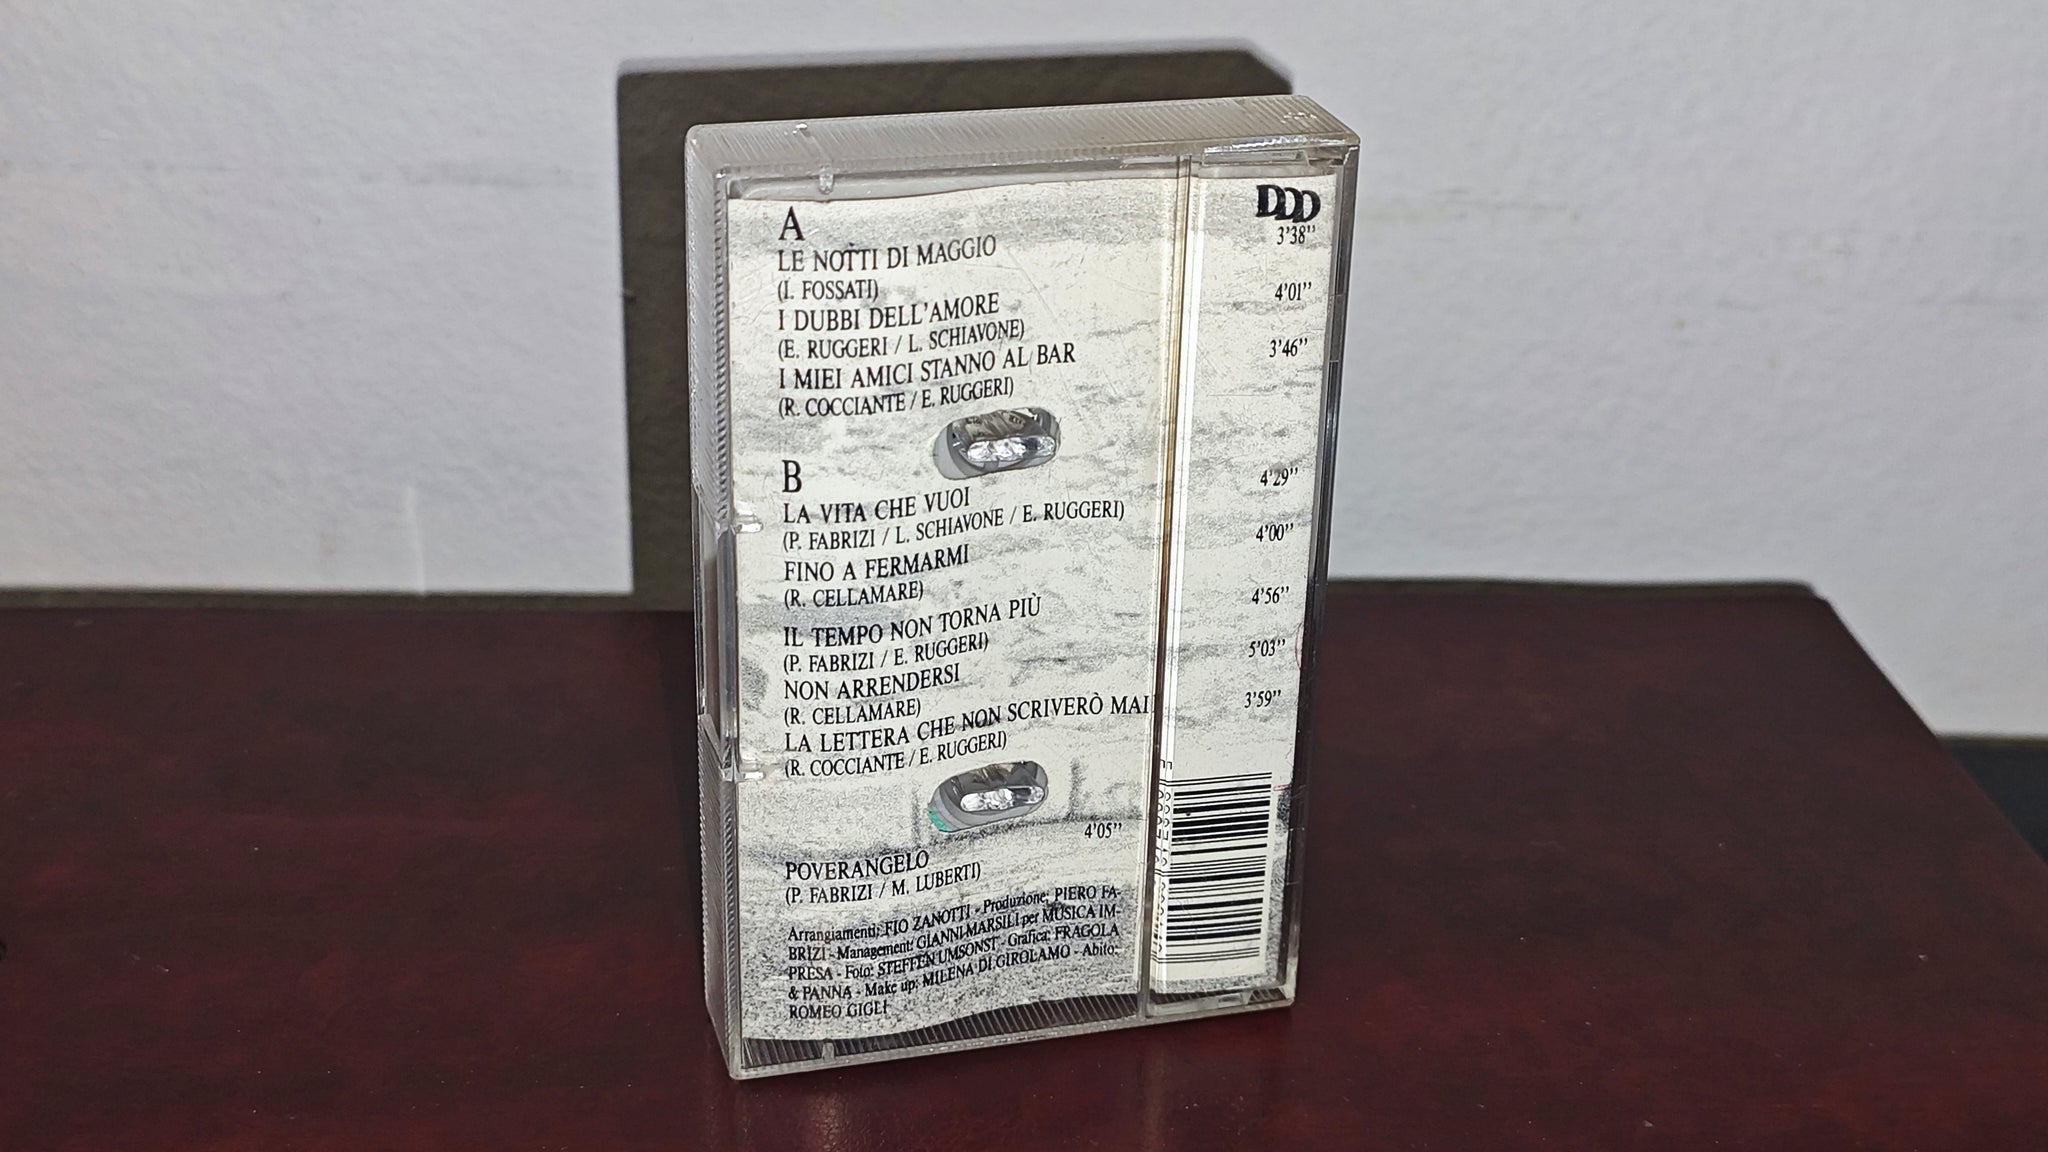 DDD
A
LE NOTTI DI MAGGIO 3'38''
(I. FOSSATI)
I DUBBI DELL'AMORE 4'01''
(E. RUGGERI / L. SCHIAVONE)
I MIEI AMICI STANNO AL BAR 3'46''
(R. COCCIANTE / E. RUGGERI)
B
LA VITA CHE VUOI 4'29''
(P. FABRIZI / L. SCHIAVONE / E. RUGGERI)
FINO A FERMARMI 4'00''
(R. CELLAMARE)
IL TEMPO NON TORNA PIÙ 4'56''
(P. FABRIZI / E. RUGGERI)
NON ARRENDERSI 5'03''
(R. CELLAMARE)
LA LETTERA CHE NON SCRIVERÒ MAI 3'59''
(R. COCCIANTE / E. RUGGERI)
POVERANGELO 4'05''
(P. FABRIZI / M. LUBERTI)
Arrangiamenti: FIO ZANOTTI - Produzione: PIERO FA-
BRIZI - Management: GIANNI MARSILI per MUSICA IM-
PRESA - Foto: STEFFEN UMSONST - Grafica: FRAGOLA
& PANNA - Make up: MILENA DI GIROLAMO - Abito:
ROMEO GIGLI